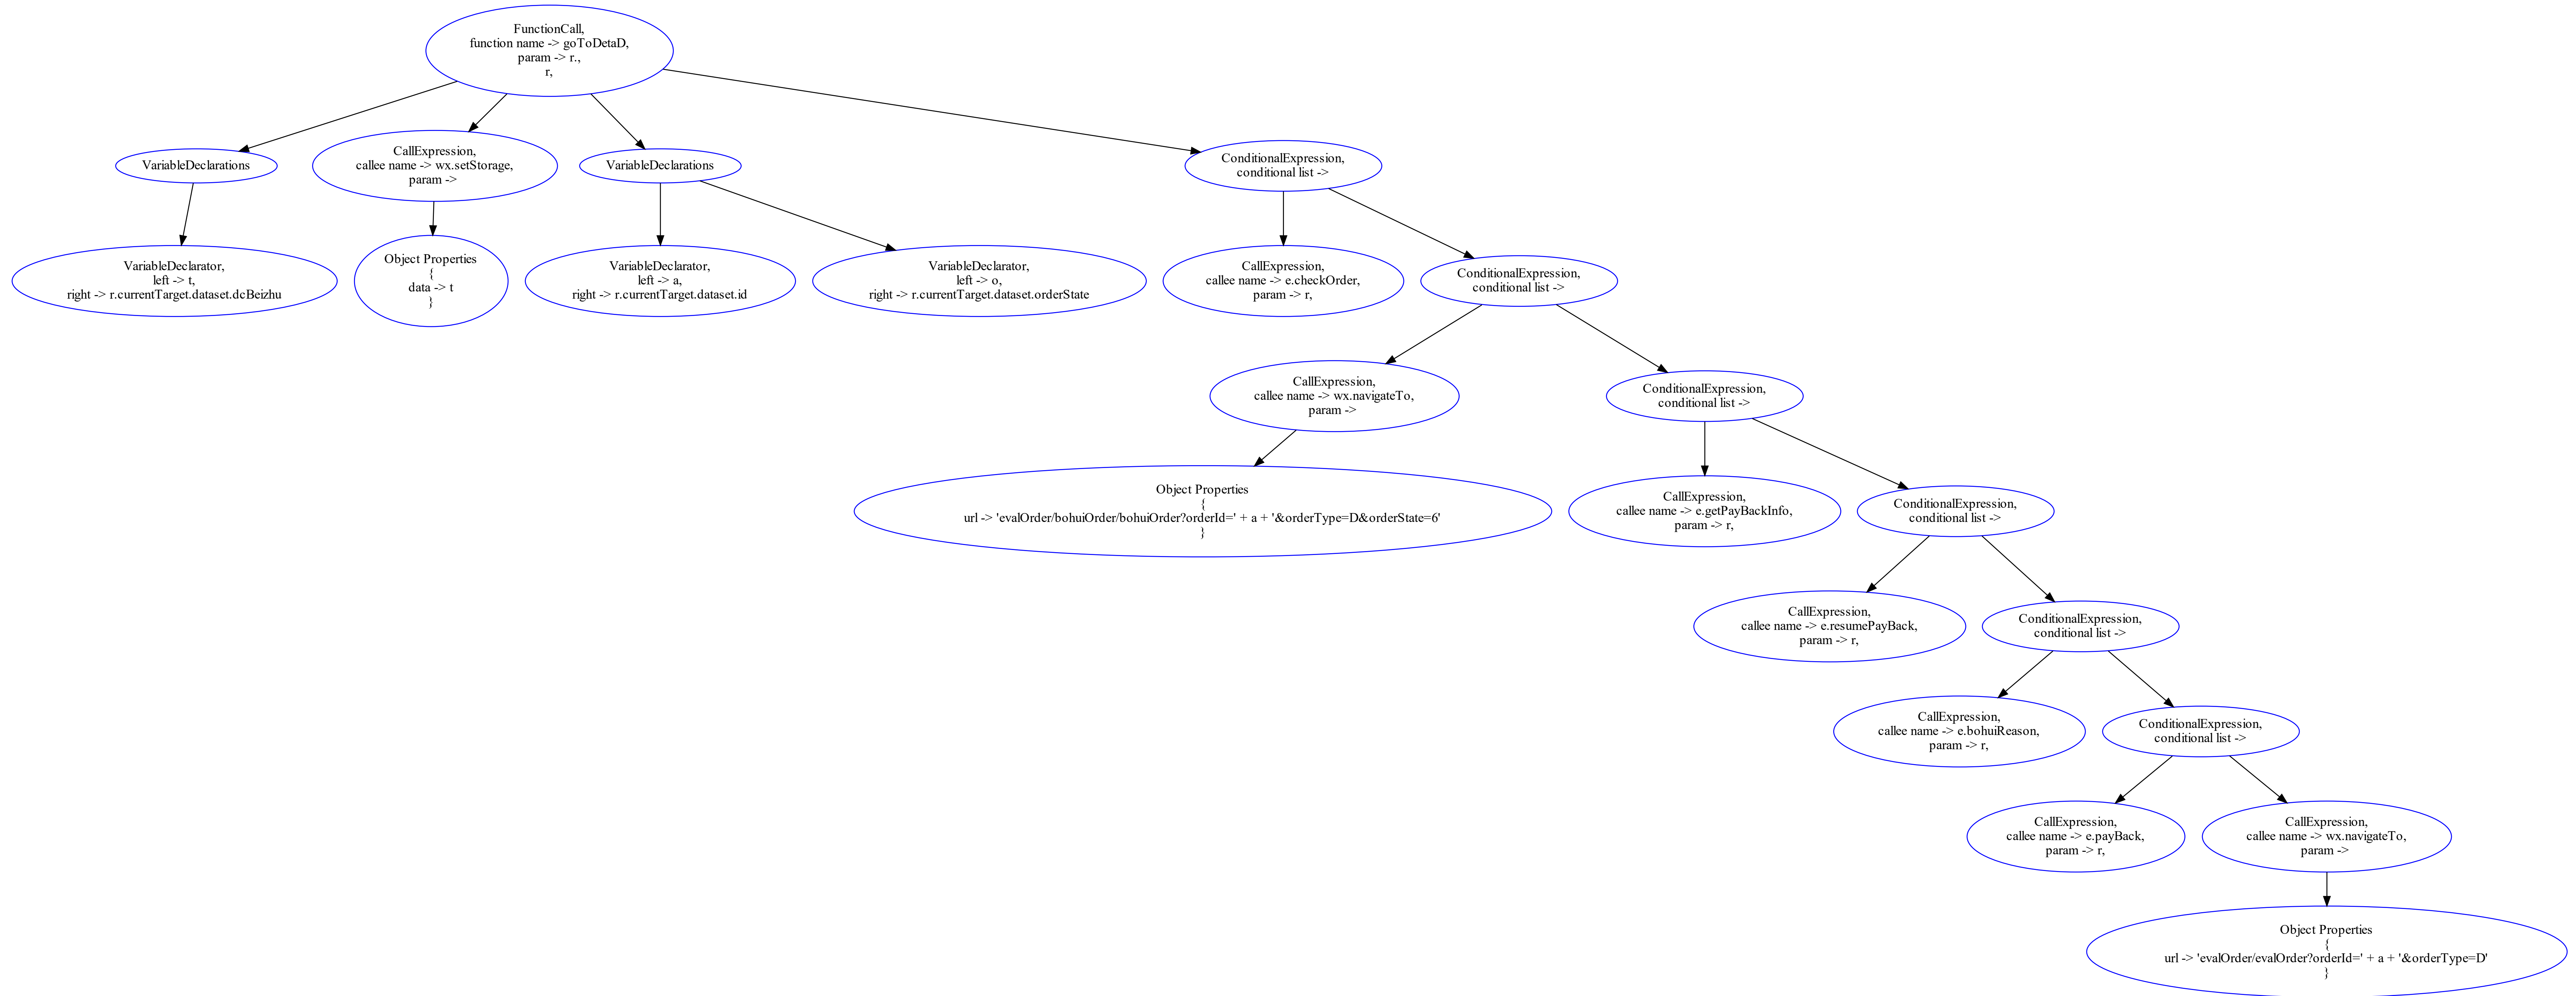 FunctionCall,
function name -> goToDetaD,
param -> r.,
r,
VariableDeclarations
CallExpression,
callee name -> wx.setStorage,
param ->
VariableDeclarations
ConditionalExpression,
conditional list ->
VariableDeclarator,
left -> t,
right -> r.currentTarget.dataset.dcBeizhu
Object Properties
{
data -> t
}
VariableDeclarator,
left -> a,
right -> r.currentTarget.dataset.id
VariableDeclarator,
left -> o,
right -> r.currentTarget.dataset.orderState
CallExpression,
callee name -> e.checkOrder,
param -> r,
ConditionalExpression,
conditional list ->
CallExpression,
callee name -> wx.navigateTo,
param ->
ConditionalExpression,
conditional list ->
Object Properties
{
url -> 'evalOrder/bohuiOrder/bohuiOrder?orderId=' + a + '&orderType=D&orderState=6'
}
CallExpression,
callee name -> e.getPayBackInfo,
param -> r,
ConditionalExpression,
conditional list ->
CallExpression,
callee name -> e.resumePayBack,
param -> r,
ConditionalExpression,
conditional list ->
CallExpression,
callee name -> e.bohuiReason,
param -> r,
ConditionalExpression,
conditional list ->
CallExpression,
callee name -> e.payBack,
param -> r,
CallExpression,
callee name -> wx.navigateTo,
param ->
Object Properties
{
url -> 'evalOrder/evalOrder?orderId=' + a + '&orderType=D'
}